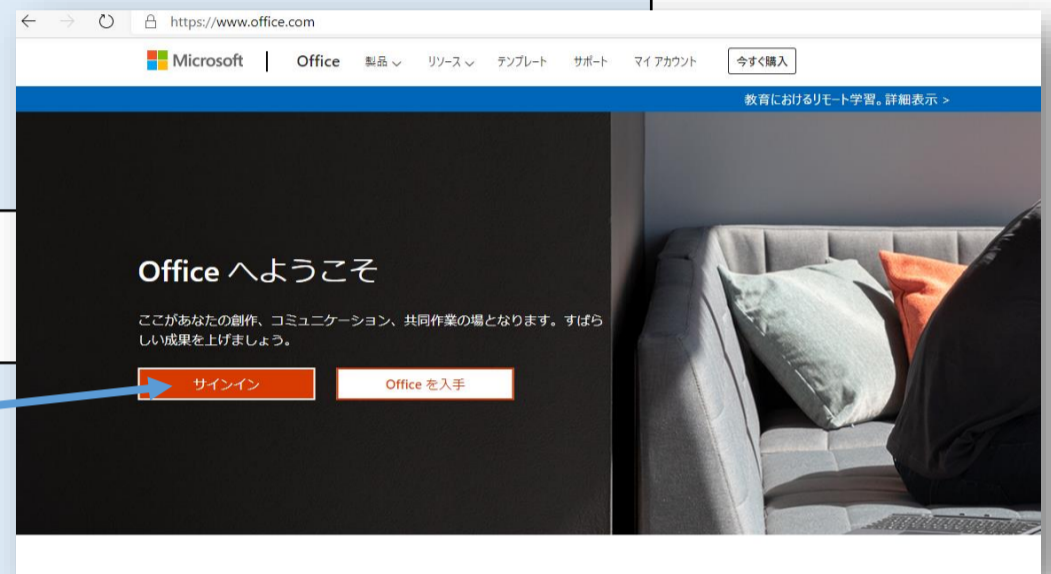 https://www.office.com
Microsoft Office 製品 リソース テンプレート サポート マイ アカウント 今すぐ購入
教育におけるリモート学習。詳細表示 >
Office へようこそ
ここがあなたの創作、コミュニケーション、共同作業の場となります。すばら
しい成果を上げましょう。
サインイン Office を入手